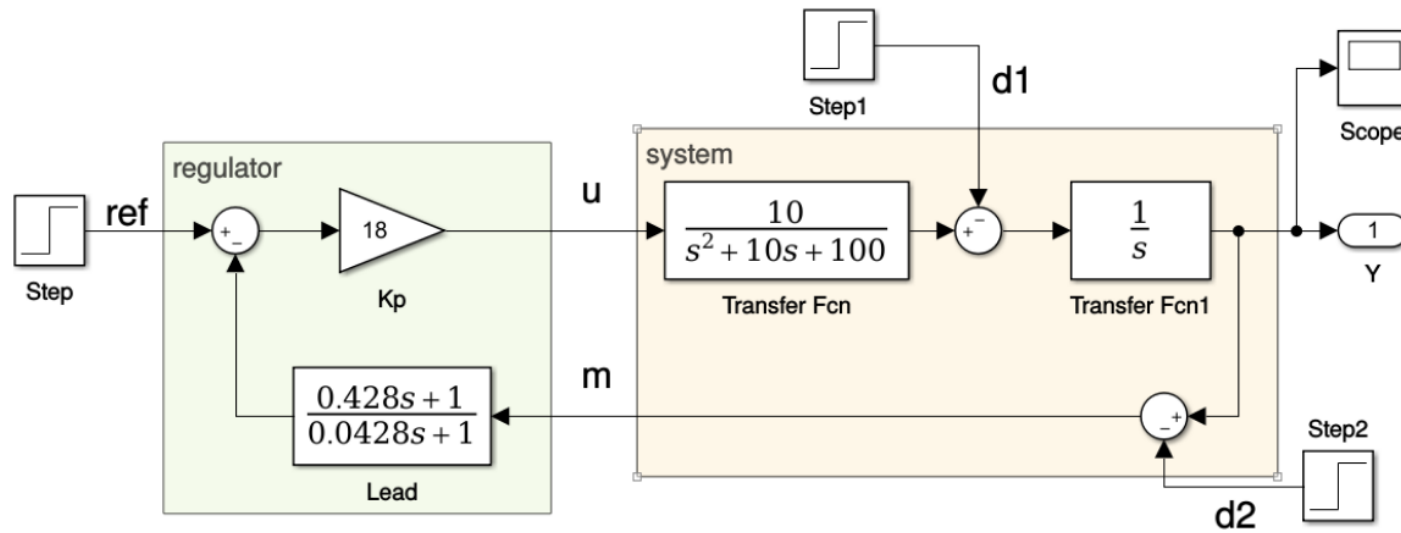 Step1
d1
Scope
regulator
system
Step
ref
+
−
18
Kp
u
10
s² + 10s + 100
Transfer Fcn
+
−
1
s
Transfer Fcn1
1
Y
0.428s + 1
0.0428s + 1
Lead
m
+
−
Step2
d2